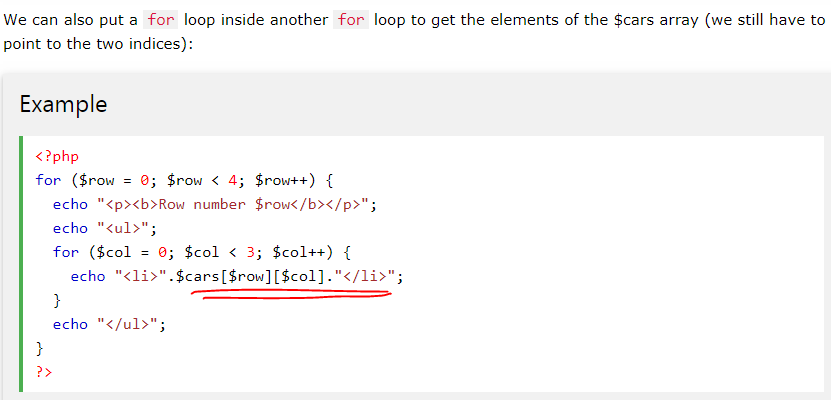 We can also put a for loop inside another for loop to get the elements of the $cars array (we still have to
point to the two indices):
Example
<?php
for ($row = 0; $row < 4; $row++) {
  echo "<p><b>Row number $row</b></p>";
  echo "<ul>";
  for ($col = 0; $col < 3; $col++) {
    echo "<li>".$cars[$row][$col]."</li>";
  }
  echo "</ul>";
}
?>